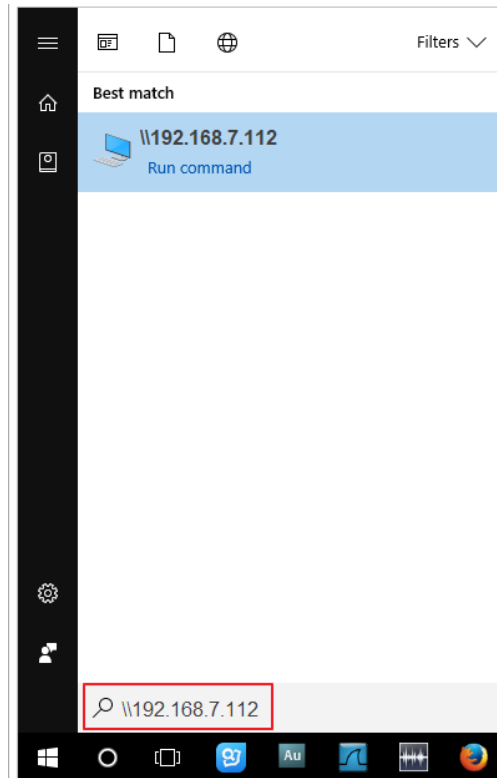 Filters
Best match
\\192.168.7.112
Run command
\\192.168.7.112
Au